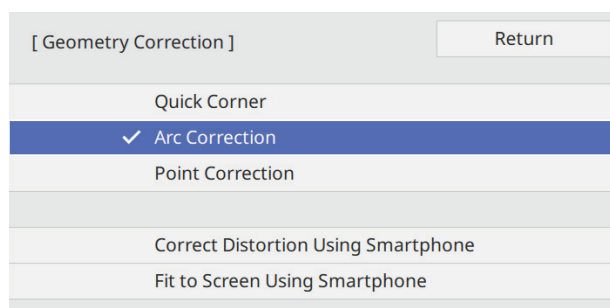 [ Geometry Correction ]
Return
Quick Corner
Arc Correction
Point Correction
Correct Distortion Using Smartphone
Fit to Screen Using Smartphone